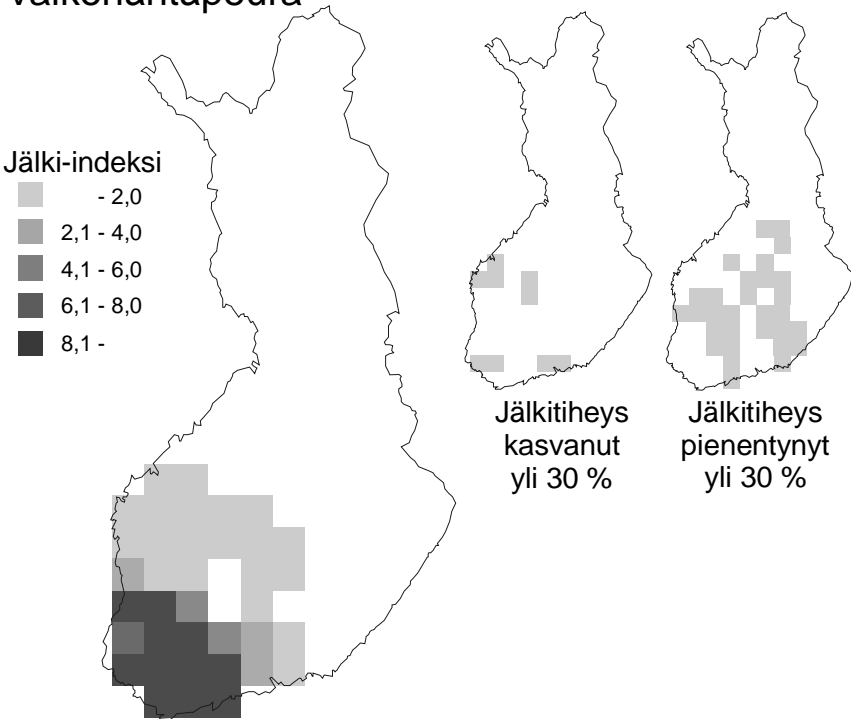 Valkohäntäpeura
Jälki-indeksi
- 2,0
2,1 - 4,0
4,1 - 6,0
6,1 - 8,0
8,1 -
Jälkitiheys
kasvanut
yli 30 %
Jälkitiheys
pienentynyt
yli 30 %